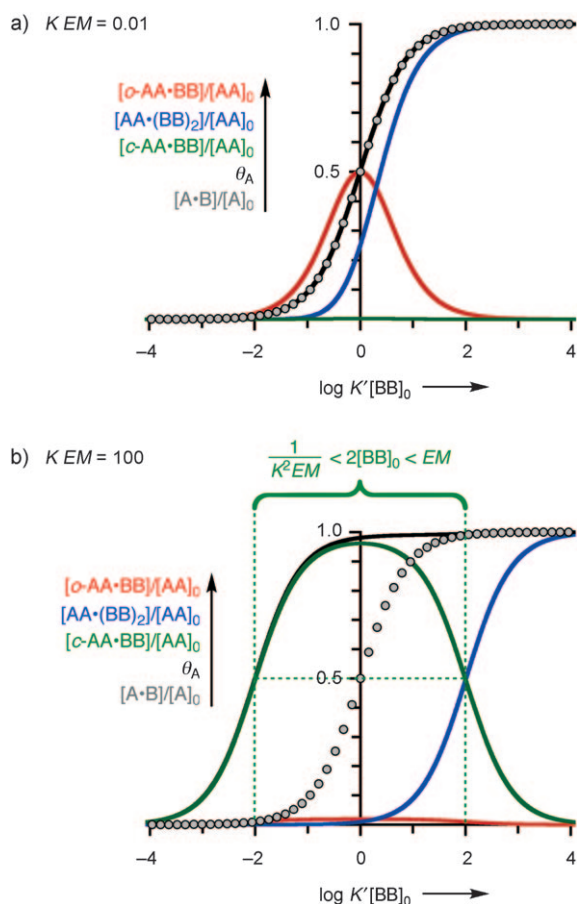 a) K EM = 0.01
[o-AA•BB]/[AA]₀
[AA•(BB)₂]/[AA]₀
[c-AA•BB]/[AA]₀
θ_A
[A•B]/[A]₀
1.0
0.5
–4 –2 0 2 4
log K′[BB]₀
b) K EM = 100
1/(K²EM) < 2[BB]₀ < EM
[o-AA•BB]/[AA]₀
[AA•(BB)₂]/[AA]₀
[c-AA•BB]/[AA]₀
θ_A
[A•B]/[A]₀
1.0
0.5
–4 –2 0 2 4
log K′[BB]₀